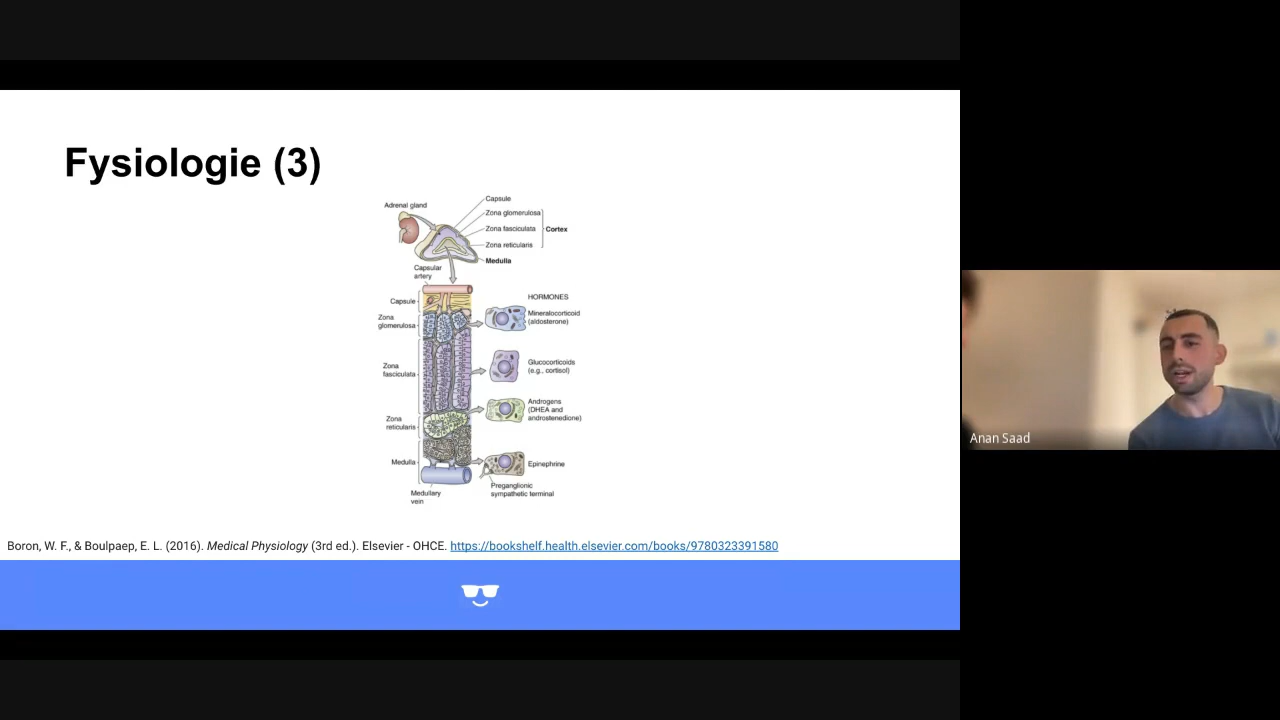 Fysiologie (3)
Adrenal gland
Capsule
Zona glomerulosa
Zona fasciculata
Cortex
Zona reticularis
Medulla
Capsular
artery
Capsule
HORMONES
Zona
glomerulosa
Mineralocorticoid
(aldosterone)
Zona
fasciculata
Glucocorticoids
(e.g., cortisol)
Androgens
(DHEA and
androstenedione)
Zona
reticularis
Medulla
Epinephrine
Medullary
vein
Preganglionic
sympathetic terminal
Boron, W. F., & Boulpaep, E. L. (2016). Medical Physiology (3rd ed.). Elsevier - OHCE. https://bookshelf.health.elsevier.com/books/9780323391580
Anan Saad